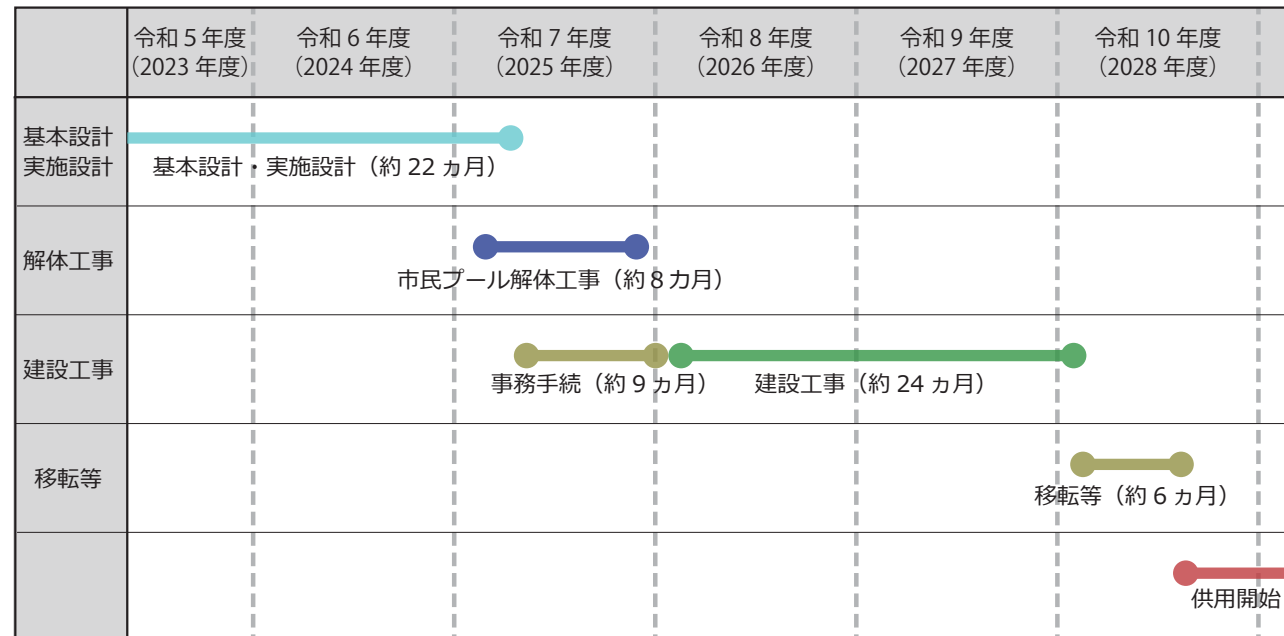 令和 5 年度
（2023 年度）
令和 6 年度
（2024 年度）
令和 7 年度
（2025 年度）
令和 8 年度
（2026 年度）
令和 9 年度
（2027 年度）
令和 10 年度
（2028 年度）
基本設計
実施設計
基本設計・実施設計（約 22 ヵ月）
解体工事
市民プール解体工事（約８カ月）
建設工事
事務手続（約 9 ヵ月）
建設工事（約 24 ヵ月）
移転等
移転等（約 6 ヵ月）
供用開始